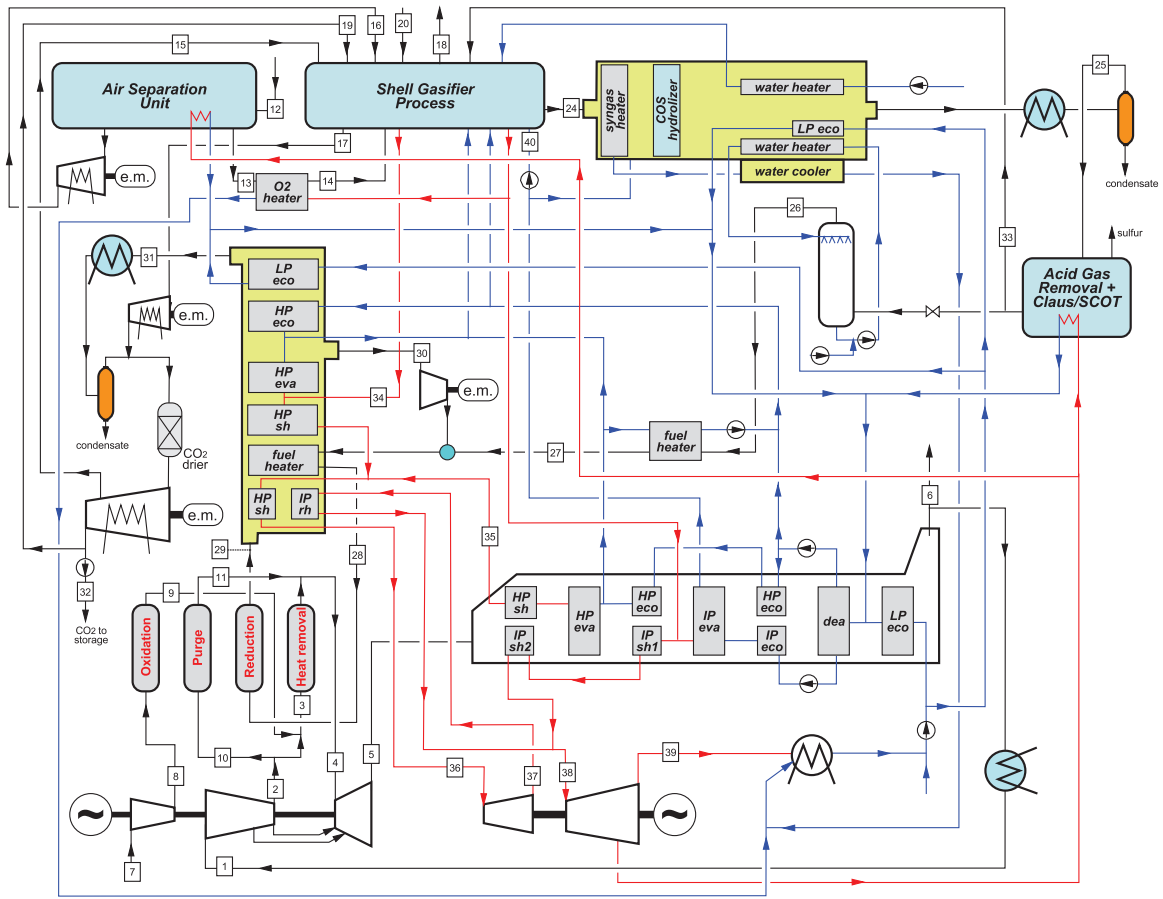 19
16
20
18
15
Air Separation
Unit
12
Shell Gasifier
Process
24
syngas
heater
COS
hydrolizer
water heater
LP eco
water heater
water cooler
25
condensate
17
40
13
14
O2
heater
e.m.
26
33
sulfur
Acid Gas
Removal +
Claus/SCOT
31
LP
eco
HP
eco
HP
eva
HP
sh
fuel
heater
HP
sh
IP
rh
e.m.
30
e.m.
34
condensate
CO2
drier
27
fuel
heater
e.m.
6
29
28
35
32
CO2 to
storage
9
11
Oxidation
Purge
Reduction
Heat removal
3
HP
sh
IP
sh2
HP
eva
HP
eco
IP
sh1
IP
eva
HP
eco
IP
eco
dea
LP
eco
10
8
2
4
5
36
37
38
39
~
~
7
1